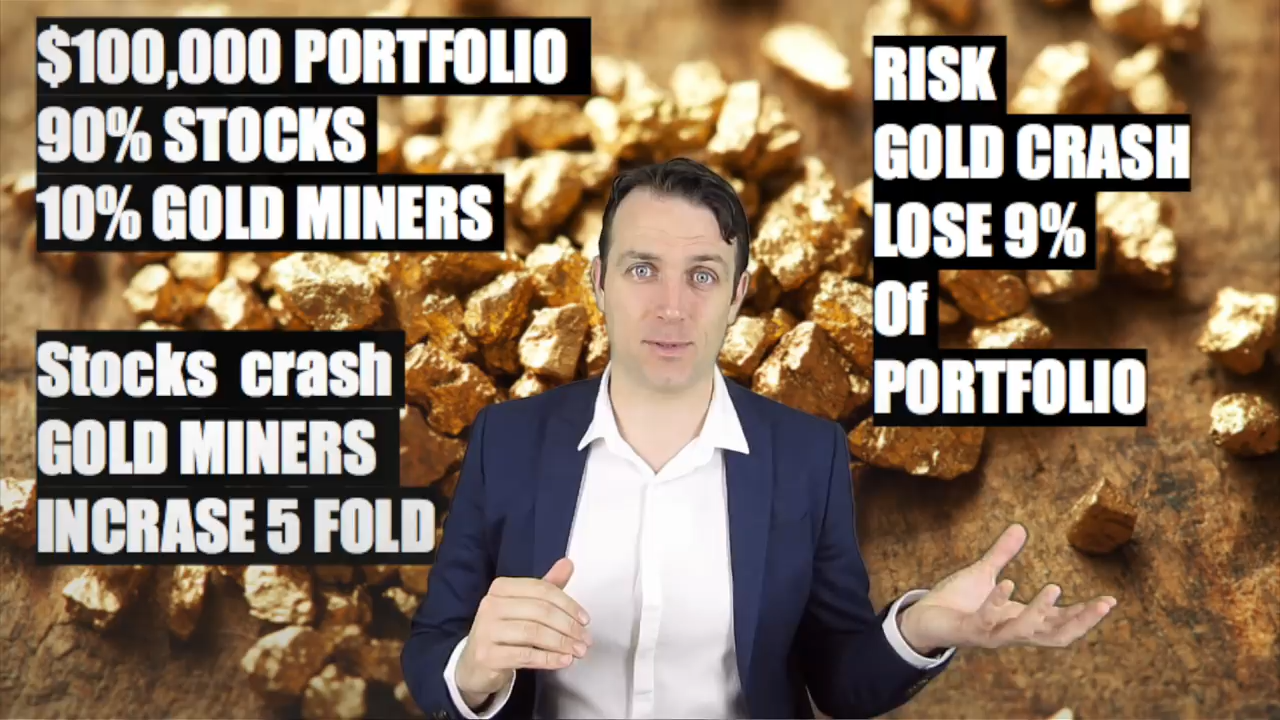 $100,000 PORTFOLIO
90% STOCKS
10% GOLD MINERS
Stocks crash
GOLD MINERS
INCRASE 5 FOLD
RISK
GOLD CRASH
LOSE 9%
Of
PORTFOLIO